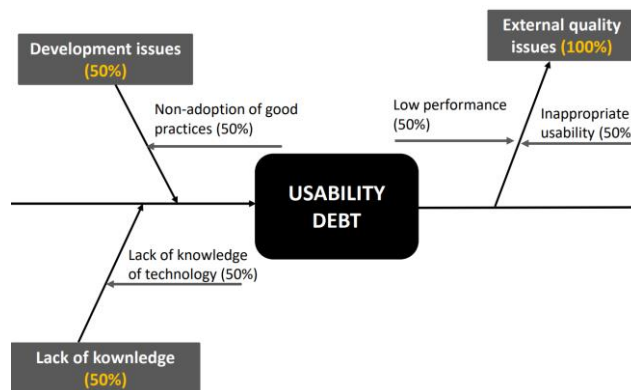 Development issues
(50%)
External quality
issues (100%)
Non-adoption of good
practices (50%)
Low performance
(50%)
Inappropriate
usability (50%
USABILITY
DEBT
Lack of knowledge
of technology (50%)
Lack of kownledge
(50%)